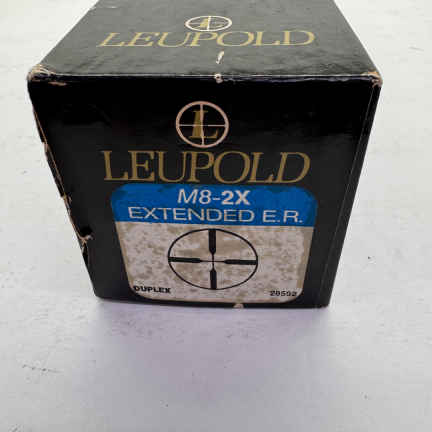 LEUPOLD
L
LEUPOLD
M8-2X
EXTENDED E.R.
DUPLEX 28592